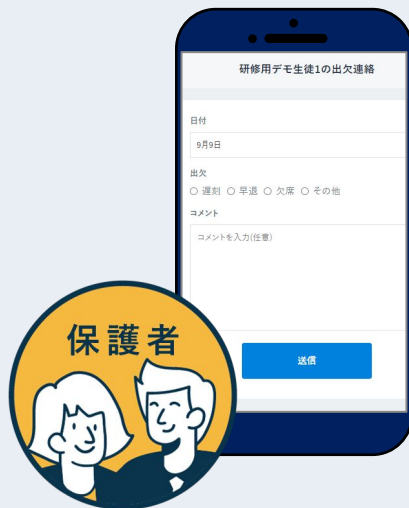 研修用デモ生徒1の出欠連絡
日付
9月9日
出欠
遅刻 早退 欠席 その他
コメント
コメントを入力(任意)
送信
保護者